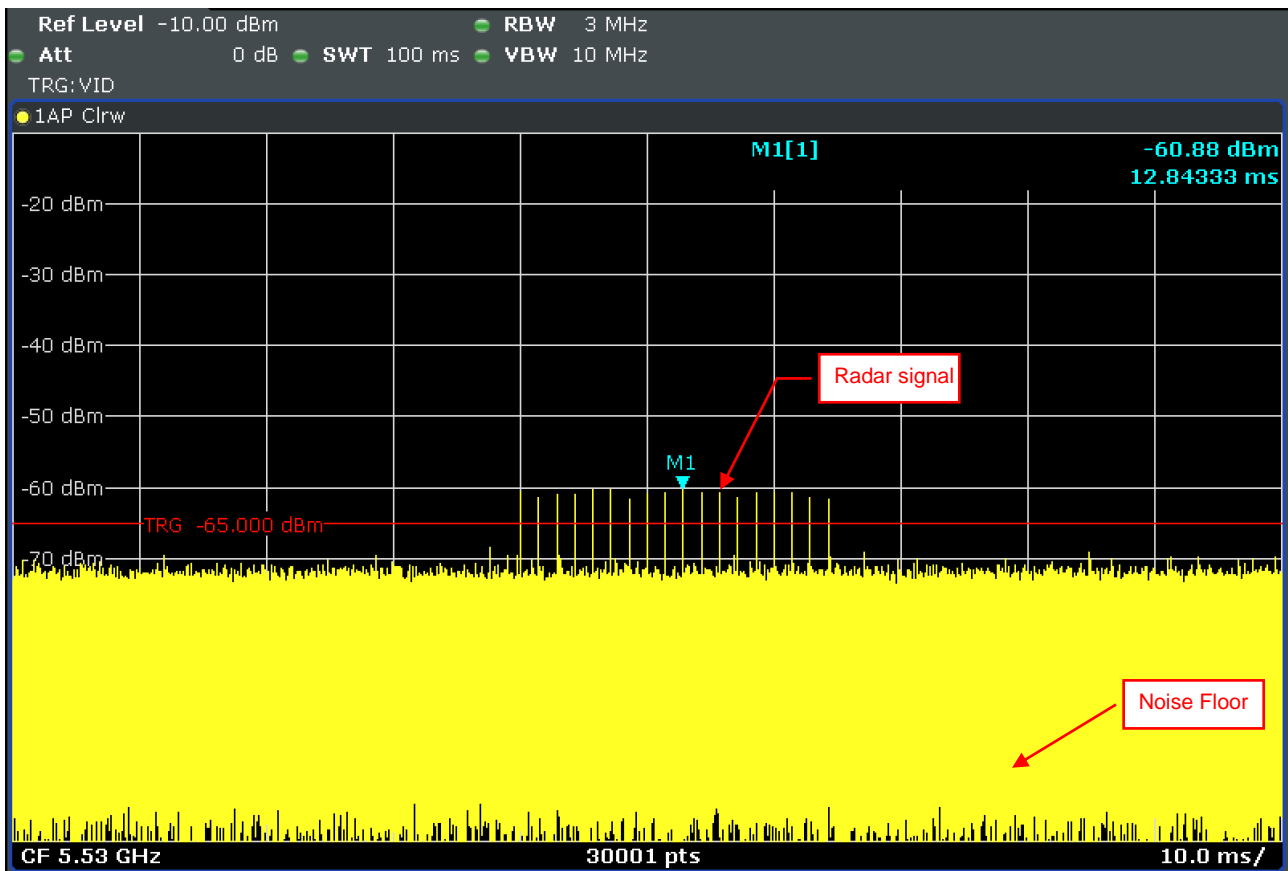 Ref Level -10.00 dBm RBW 3 MHz
Att 0 dB SWT 100 ms VBW 10 MHz
TRG:VID
1AP Clrw
M1[1] -60.88 dBm
12.84333 ms
-20 dBm
-30 dBm
-40 dBm
Radar signal
-50 dBm
M1
-60 dBm
TRG -65.000 dBm
-70 dBm
Noise Floor
CF 5.53 GHz 30001 pts 10.0 ms/